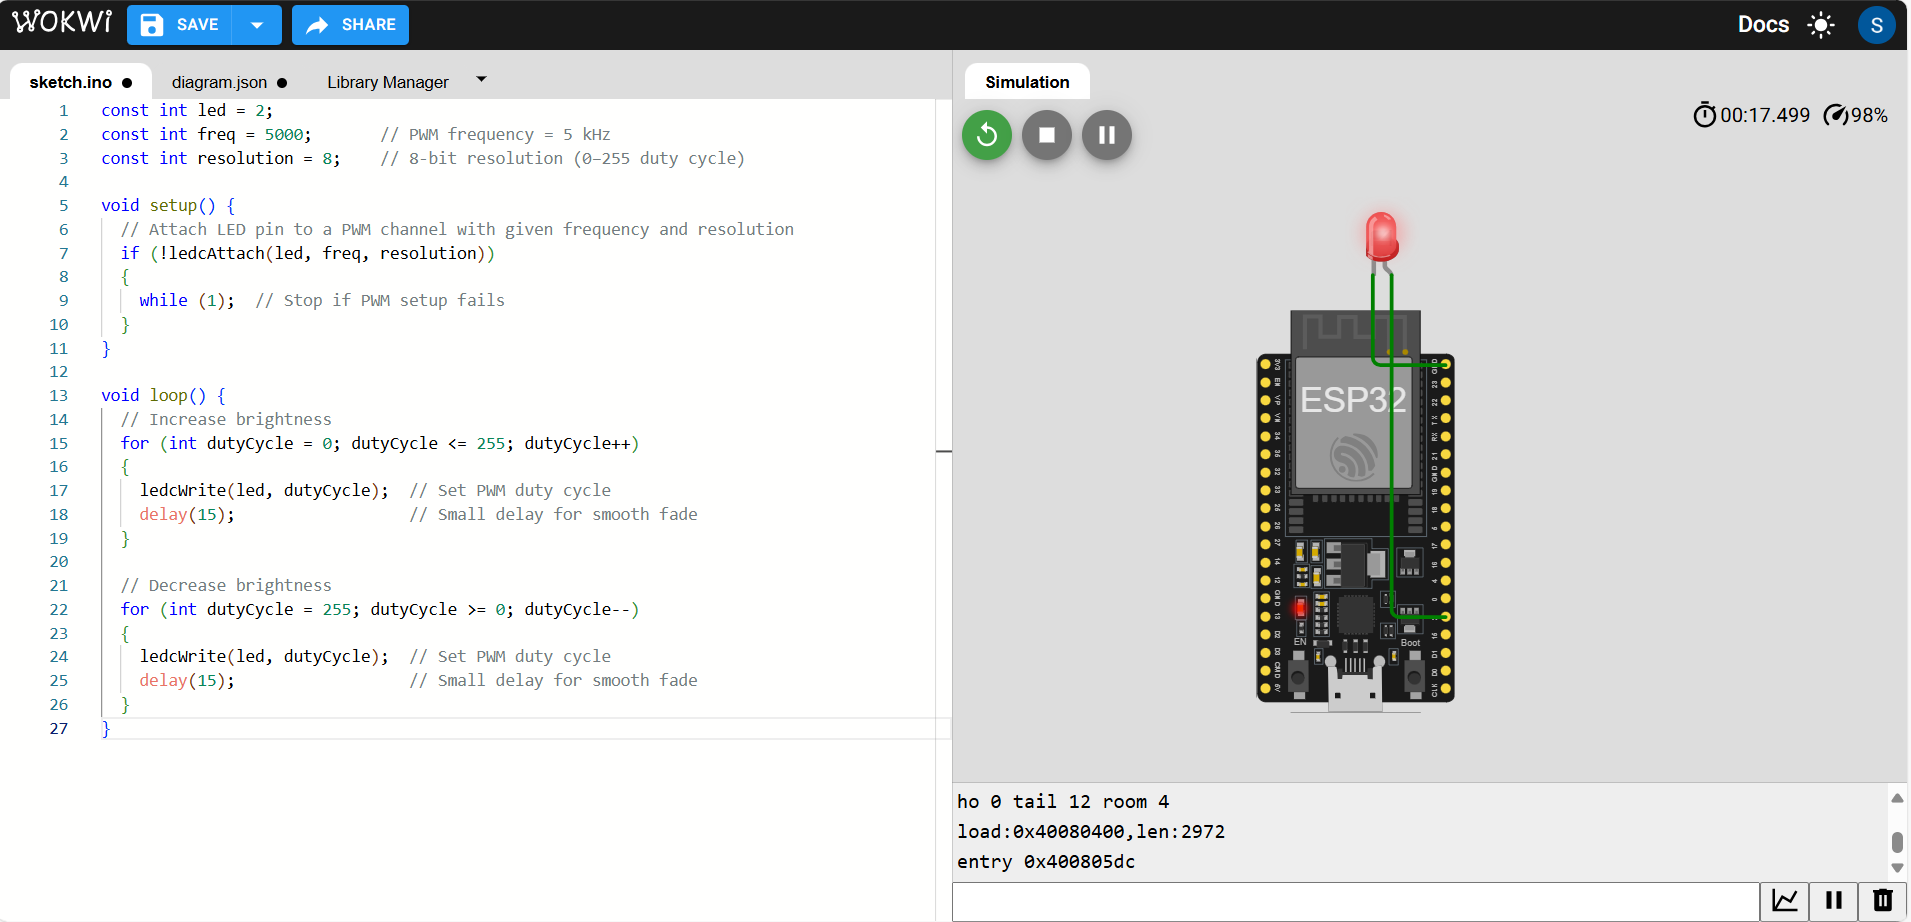 WOKWi SAVE SHARE Docs S
sketch.ino ● diagram.json ● Library Manager
1 const int led = 2;
2 const int freq = 5000; // PWM frequency = 5 kHz
3 const int resolution = 8; // 8-bit resolution (0–255 duty cycle)
4
5 void setup() {
6 // Attach LED pin to a PWM channel with given frequency and resolution
7 if (!ledcAttach(led, freq, resolution))
8 {
9 while (1); // Stop if PWM setup fails
10 }
11 }
12
13 void loop() {
14 // Increase brightness
15 for (int dutyCycle = 0; dutyCycle <= 255; dutyCycle++)
16 {
17 ledcWrite(led, dutyCycle); // Set PWM duty cycle
18 delay(15); // Small delay for smooth fade
19 }
20
21 // Decrease brightness
22 for (int dutyCycle = 255; dutyCycle >= 0; dutyCycle--)
23 {
24 ledcWrite(led, dutyCycle); // Set PWM duty cycle
25 delay(15); // Small delay for smooth fade
26 }
27 }
Simulation
00:17.499 98%
ESP32
EN
Boot
ho 0 tail 12 room 4
load:0x40080400,len:2972
entry 0x400805dc